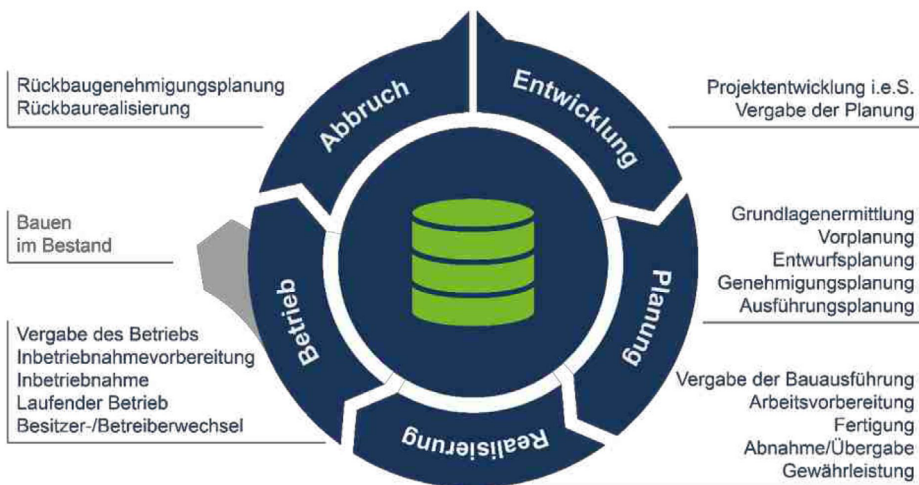 Entwicklung
Projektentwicklung i.e.S.
Vergabe der Planung
Planung
Grundlagenermittlung
Vorplanung
Entwurfsplanung
Genehmigungsplanung
Ausführungsplanung
Realisierung
Vergabe der Bauausführung
Arbeitsvorbereitung
Fertigung
Abnahme/Übergabe
Gewährleistung
Betrieb
Vergabe des Betriebs
Inbetriebnahmevorbereitung
Inbetriebnahme
Laufender Betrieb
Besitzer-/Betreiberwechsel
Bauen
im Bestand
Abbruch
Rückbaugenehmigungsplanung
Rückbaurealisierung